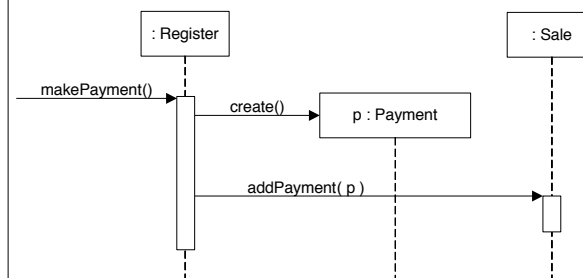 : Register
: Sale
makePayment()
create()
p : Payment
addPayment( p )